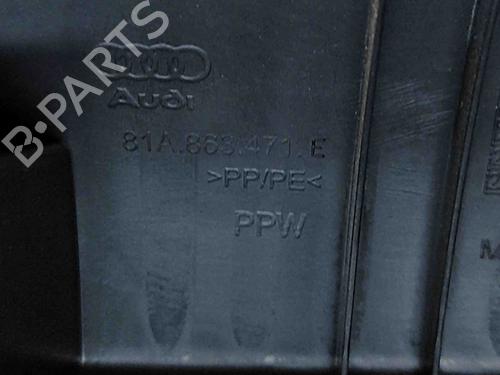 B-PARTS
Audi
81A.863.471.E
>PP/PE<
PPW
M